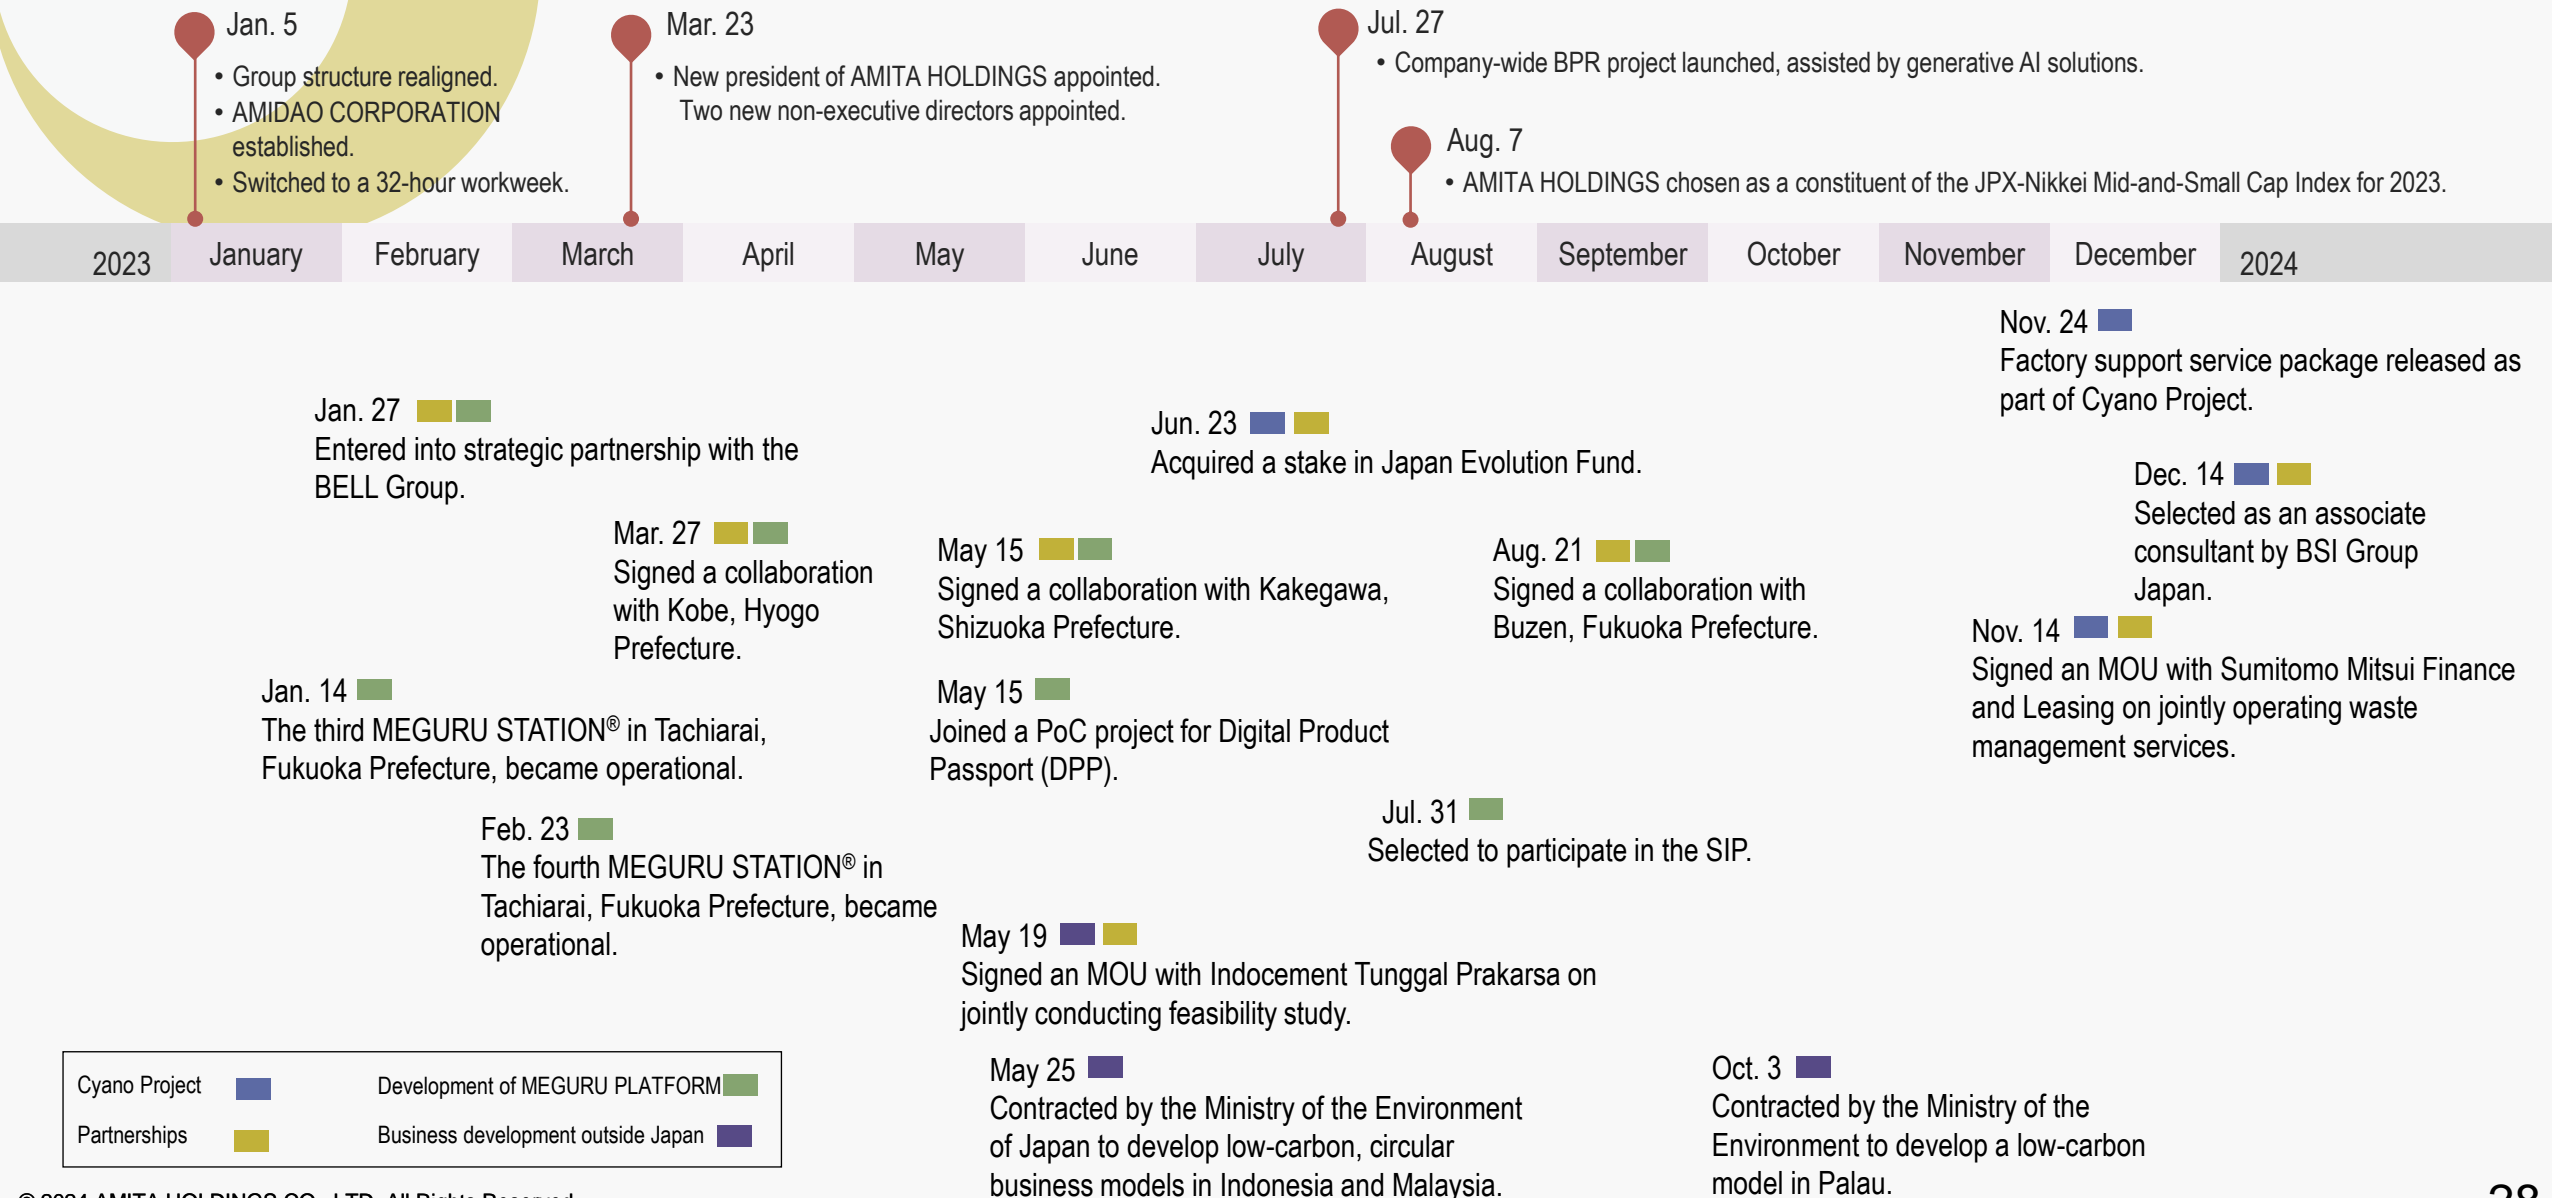 Jan. 5
• Group structure realigned.
• AMIDAO CORPORATION
established.
• Switched to a 32-hour workweek.
Mar. 23
• New president of AMITA HOLDINGS appointed.
Two new non-executive directors appointed.
Jul. 27
• Company-wide BPR project launched, assisted by generative AI solutions.
Aug. 7
• AMITA HOLDINGS chosen as a constituent of the JPX-Nikkei Mid-and-Small Cap Index for 2023.
2023 January February March April May June July August September October November December 2024
Nov. 24
Factory support service package released as
part of Cyano Project.
Jan. 27
Entered into strategic partnership with the
BELL Group.
Jun. 23
Acquired a stake in Japan Evolution Fund.
Dec. 14
Selected as an associate
consultant by BSI Group
Japan.
Mar. 27
Signed a collaboration
with Kobe, Hyogo
Prefecture.
May 15
Signed a collaboration with Kakegawa,
Shizuoka Prefecture.
Aug. 21
Signed a collaboration with
Buzen, Fukuoka Prefecture.
Nov. 14
Signed an MOU with Sumitomo Mitsui Finance
and Leasing on jointly operating waste
management services.
Jan. 14
The third MEGURU STATION® in Tachiarai,
Fukuoka Prefecture, became operational.
May 15
Joined a PoC project for Digital Product
Passport (DPP).
Jul. 31
Selected to participate in the SIP.
Feb. 23
The fourth MEGURU STATION® in
Tachiarai, Fukuoka Prefecture, became
operational.
May 19
Signed an MOU with Indocement Tunggal Prakarsa on
jointly conducting feasibility study.
May 25
Contracted by the Ministry of the Environment
of Japan to develop low-carbon, circular
business models in Indonesia and Malaysia.
Oct. 3
Contracted by the Ministry of the
Environment to develop a low-carbon
model in Palau.
Cyano Project
Development of MEGURU PLATFORM
Partnerships
Business development outside Japan
© 2024 AMITA HOLDINGS CO., LTD. All Rights Reserved.